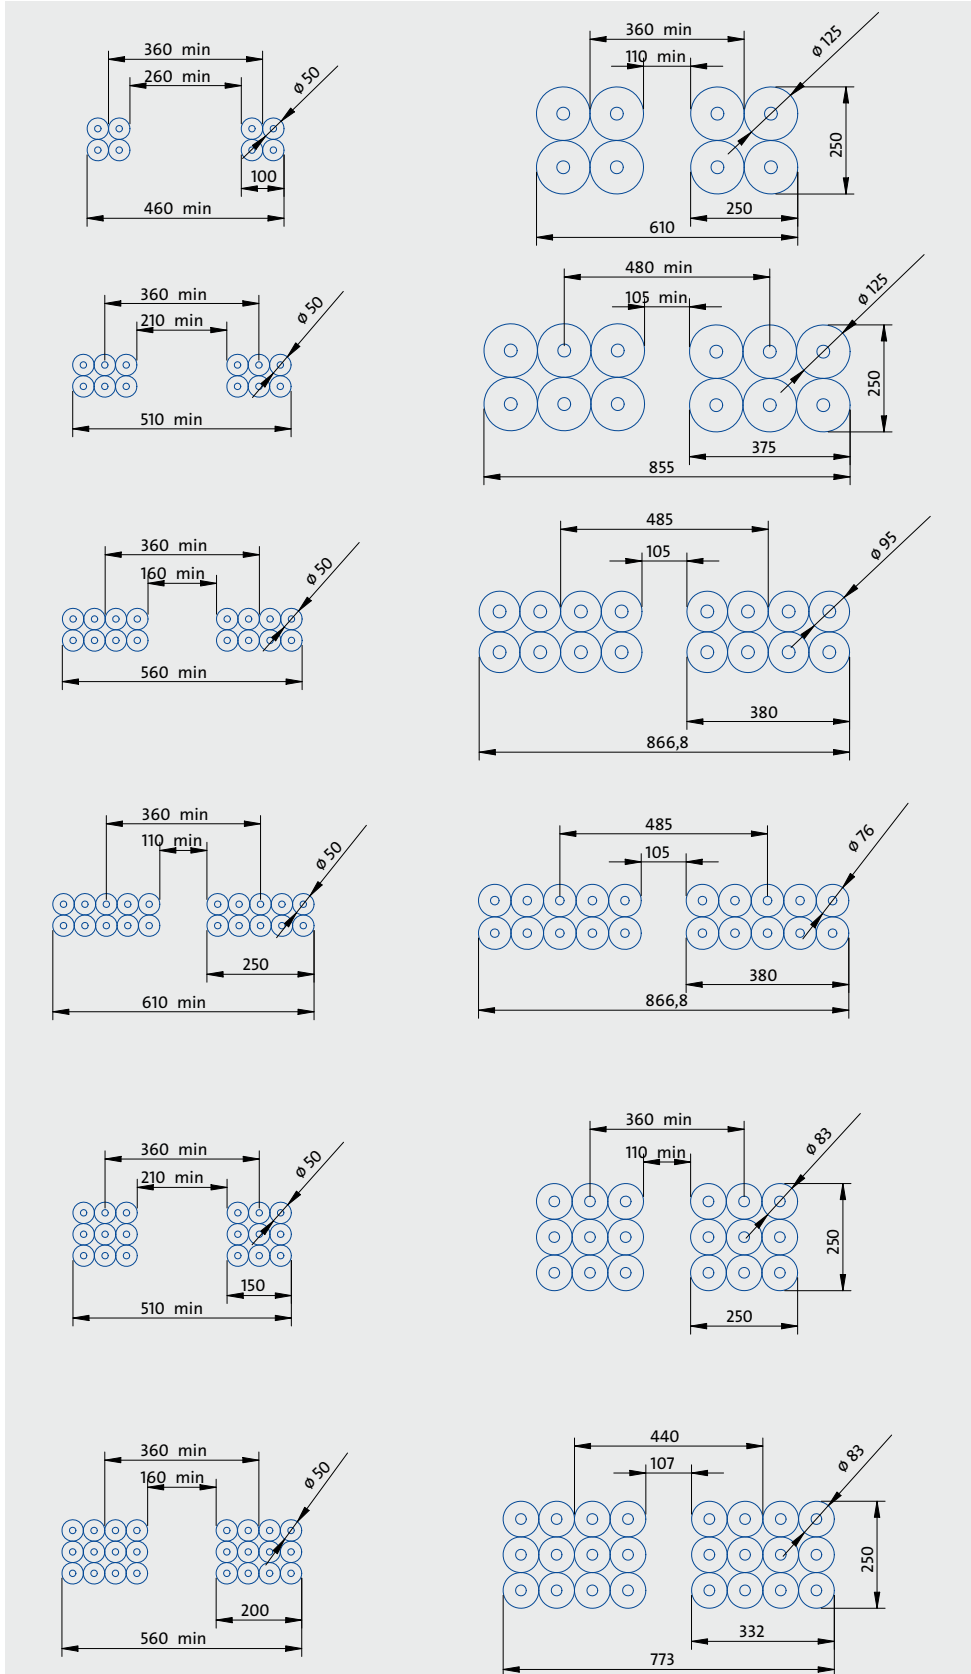 360 min
260 min
ø 50
100
460 min
360 min
110 min
ø 125
250
250
610
360 min
210 min
ø 50
510 min
480 min
105 min
ø 125
250
375
855
360 min
160 min
ø 50
560 min
485
105
ø 95
380
866,8
360 min
110 min
ø 50
250
610 min
485
105
ø 76
380
866,8
360 min
210 min
ø 50
150
510 min
360 min
110 min
ø 83
250
250
360 min
160 min
ø 50
200
560 min
440
107
ø 83
250
332
773